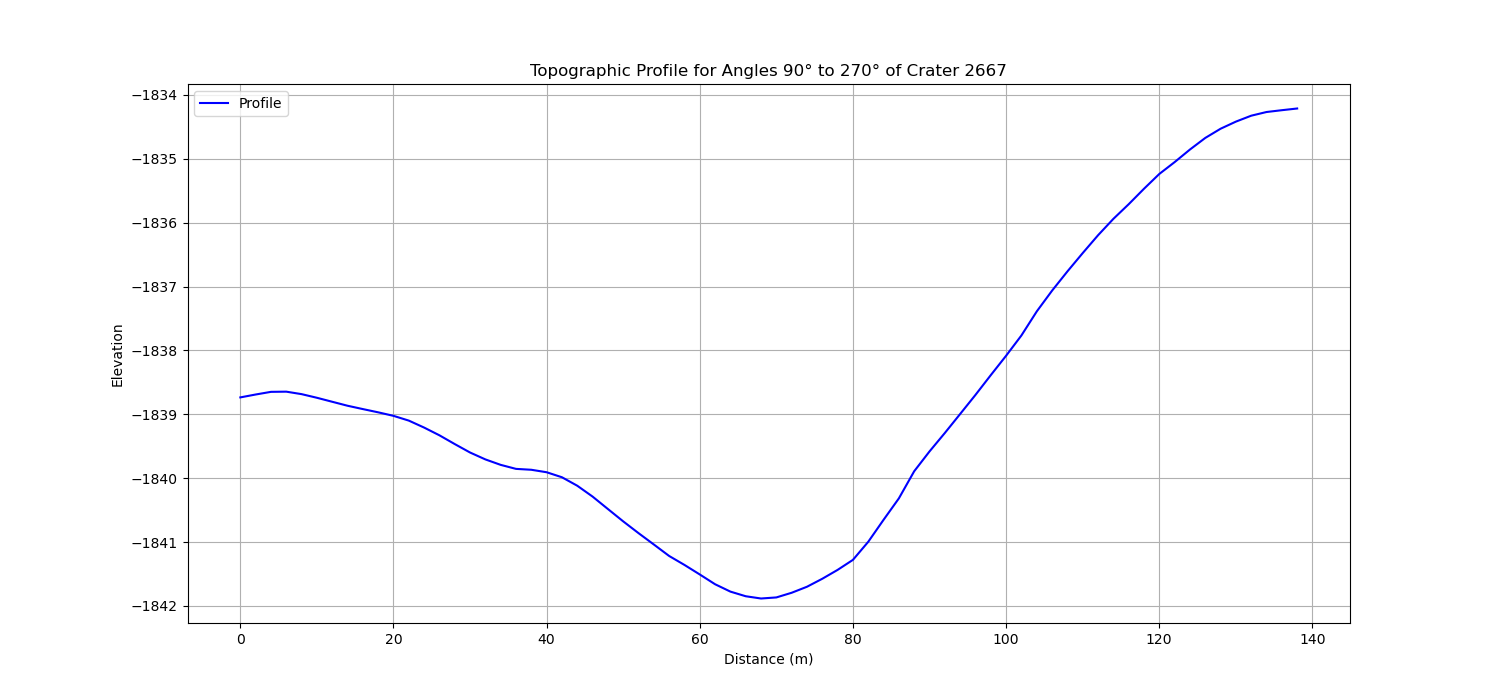 Topographic Profile for Angles 90° to 270° of Crater 2667
Profile
−1834
−1835
−1836
−1837
−1838
−1839
−1840
−1841
−1842
Elevation
0 20 40 60 80 100 120 140
Distance (m)